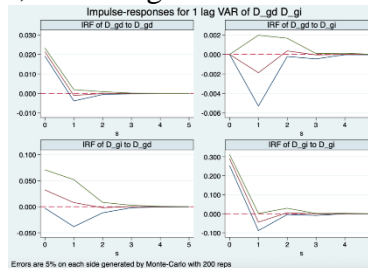 Impulse-responses for 1 lag VAR of D_gd D_gi
IRF of D_gd to D_gd
IRF of D_gd to D_gi
0.030
0.020
0.010
0.000
-0.010
0 1 2 3 4 5
s
0.002
0.000
-0.002
-0.004
-0.006
0 1 2 3 4
s
IRF of D_gi to D_gd
IRF of D_gi to D_gi
0.100
0.050
0.000
-0.050
0 1 2 3 4 5
s
0.300
0.200
0.100
0.000
-0.100
0 1 2 3 4
s
Errors are 5% on each side generated by Monte-Carlo with 200 reps